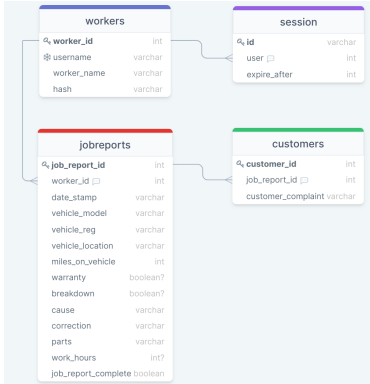 workers
worker_id int
username varchar
worker_name varchar
hash varchar
session
id varchar
user int
expire_after int
jobreports
job_report_id int
worker_id int
date_stamp varchar
vehicle_model varchar
vehicle_reg varchar
vehicle_location varchar
miles_on_vehicle int
warranty boolean?
breakdown boolean?
cause varchar
correction varchar
parts varchar
work_hours int?
job_report_complete boolean
customers
customer_id int
job_report_id int
customer_complaint varchar